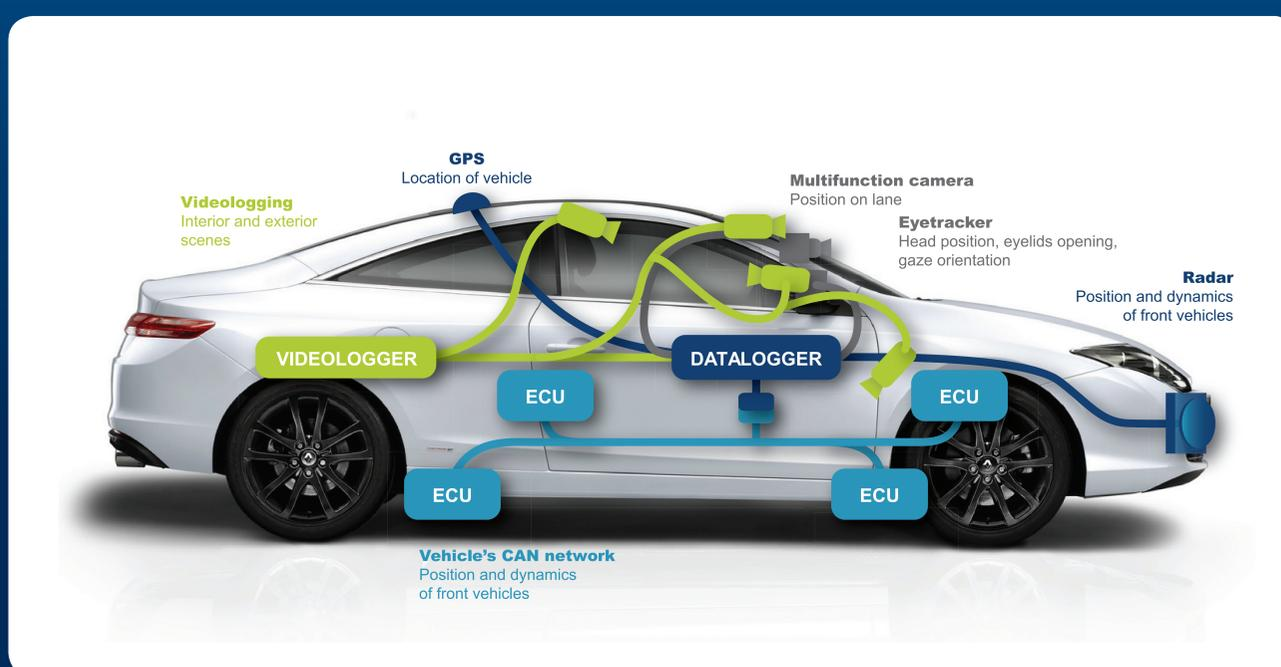 GPS
Location of vehicle
Videologging
Interior and exterior
scenes
Multifunction camera
Position on lane
Eyetracker
Head position, eyelids opening,
gaze orientation
Radar
Position and dynamics
of front vehicles
VIDEOLOGGER
DATALOGGER
ECU
ECU
ECU
ECU
Vehicle’s CAN network
Position and dynamics
of front vehicles